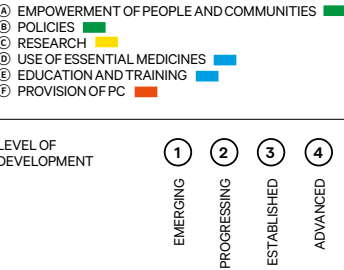 Ⓐ EMPOWERMENT OF PEOPLE AND COMMUNITIES
Ⓑ POLICIES
Ⓒ RESEARCH
Ⓓ USE OF ESSENTIAL MEDICINES
Ⓔ EDUCATION AND TRAINING
Ⓕ PROVISION OF PC
LEVEL OF
DEVELOPMENT
1 2 3 4
EMERGING
PROGRESSING
ESTABLISHED
ADVANCED